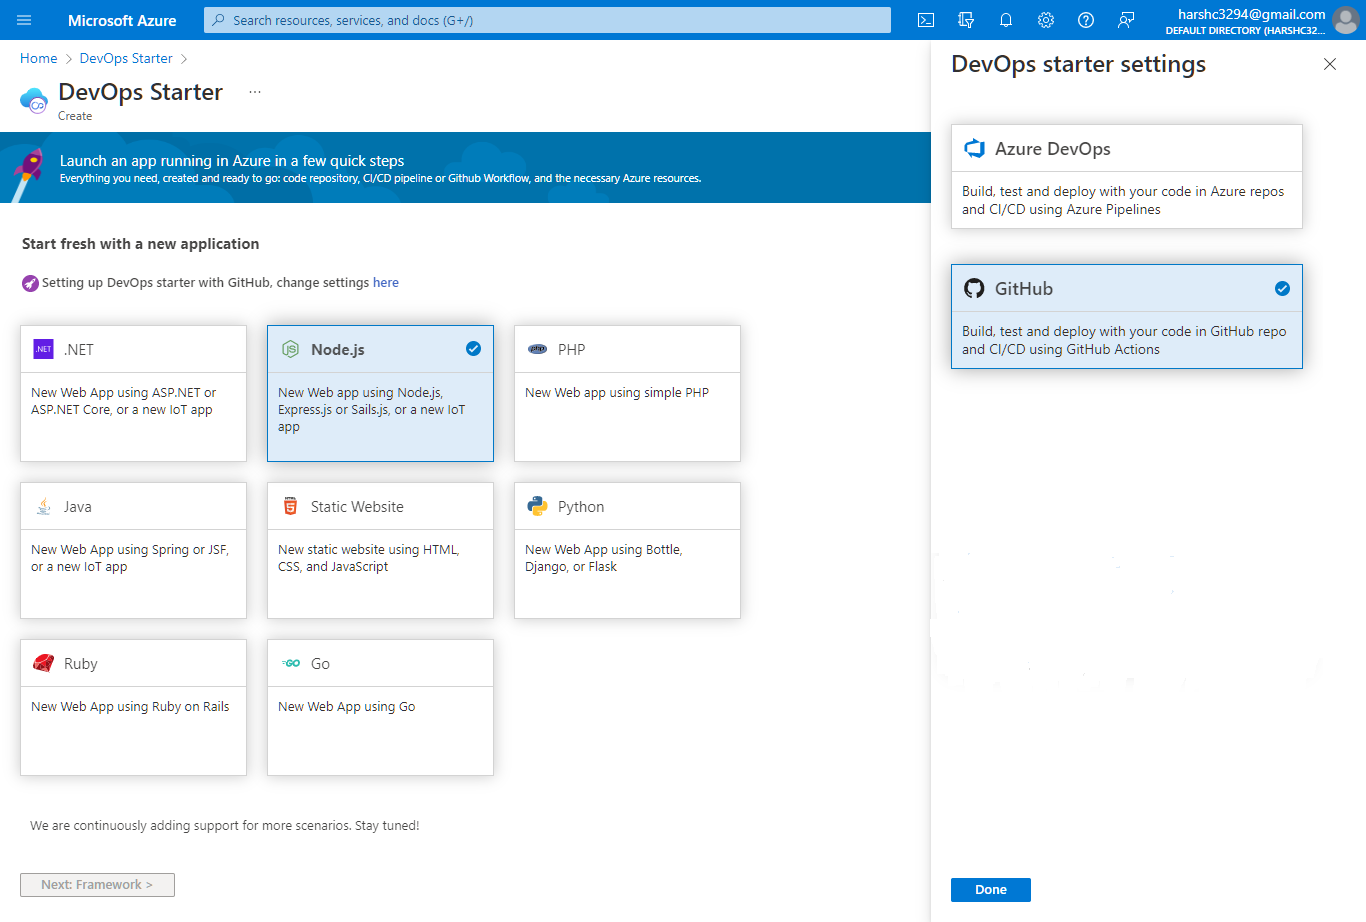 Microsoft Azure
Search resources, services, and docs (G+/)
harshc3294@gmail.com
DEFAULT DIRECTORY (HARSHC32...
Home > DevOps Starter >
DevOps Starter ...
Create
Launch an app running in Azure in a few quick steps
Everything you need, created and ready to go: code repository, CI/CD pipeline or Github Workflow, and the necessary Azure resources.
Start fresh with a new application
Setting up DevOps starter with GitHub, change settings here
.NET
.NET
New Web App using ASP.NET or
ASP.NET Core, or a new IoT app
Node.js
New Web app using Node.js,
Express.js or Sails.js, or a new IoT
app
php
PHP
New Web app using simple PHP
Java
New Web App using Spring or JSF,
or a new IoT app
Static Website
New static website using HTML,
CSS, and JavaScript
Python
New Web App using Bottle,
Django, or Flask
Ruby
New Web App using Ruby on Rails
GO
Go
New Web App using Go
We are continuously adding support for more scenarios. Stay tuned!
Next: Framework >
DevOps starter settings
Azure DevOps
Build, test and deploy with your code in Azure repos
and CI/CD using Azure Pipelines
GitHub
Build, test and deploy with your code in GitHub repo
and CI/CD using GitHub Actions
Done